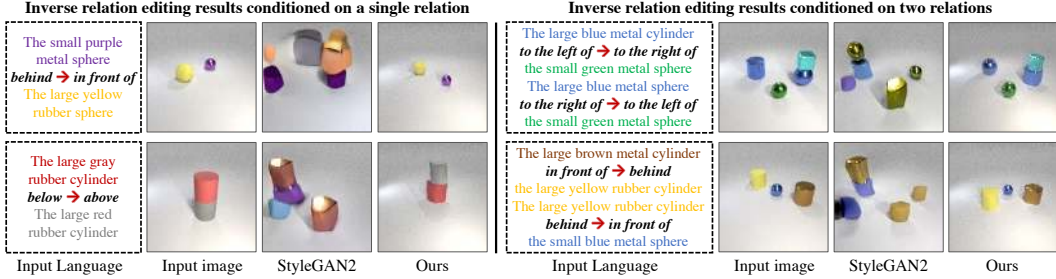 Inverse relation editing results conditioned on a single relation
The small purple
metal sphere
behind → in front of
The large yellow
rubber sphere
The large gray
rubber cylinder
below → above
The large red
rubber cylinder
Input Language
Input image
StyleGAN2
Ours
Inverse relation editing results conditioned on two relations
The large blue metal cylinder
to the left of → to the right of
the small green metal sphere
The large blue metal sphere
to the right of → to the left of
the small green metal sphere
The large brown metal cylinder
in front of → behind
the large yellow rubber cylinder
The large yellow rubber cylinder
behind → in front of
the small blue metal sphere
Input Language
Input image
StyleGAN2
Ours